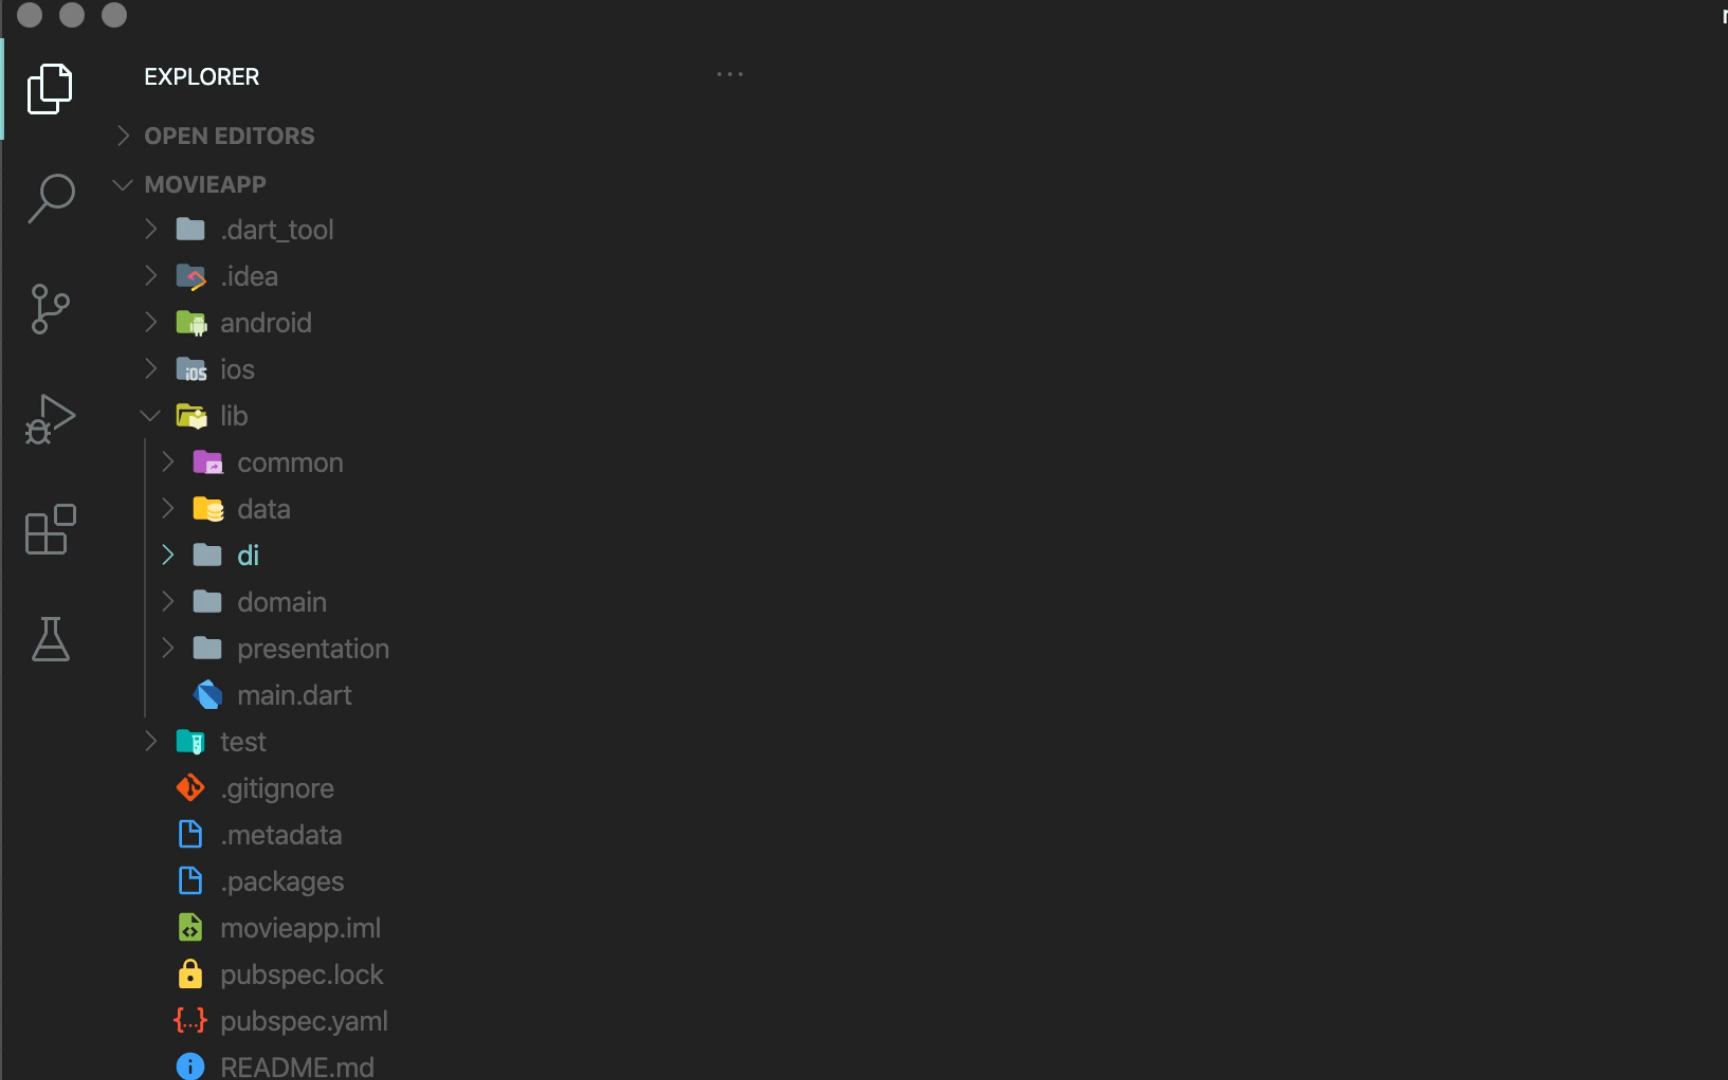 EXPLORER
OPEN EDITORS
MOVIEAPP
.dart_tool
.idea
android
ios
lib
common
data
di
domain
presentation
main.dart
test
.gitignore
.metadata
.packages
movieapp.iml
pubspec.lock
pubspec.yaml
README.md